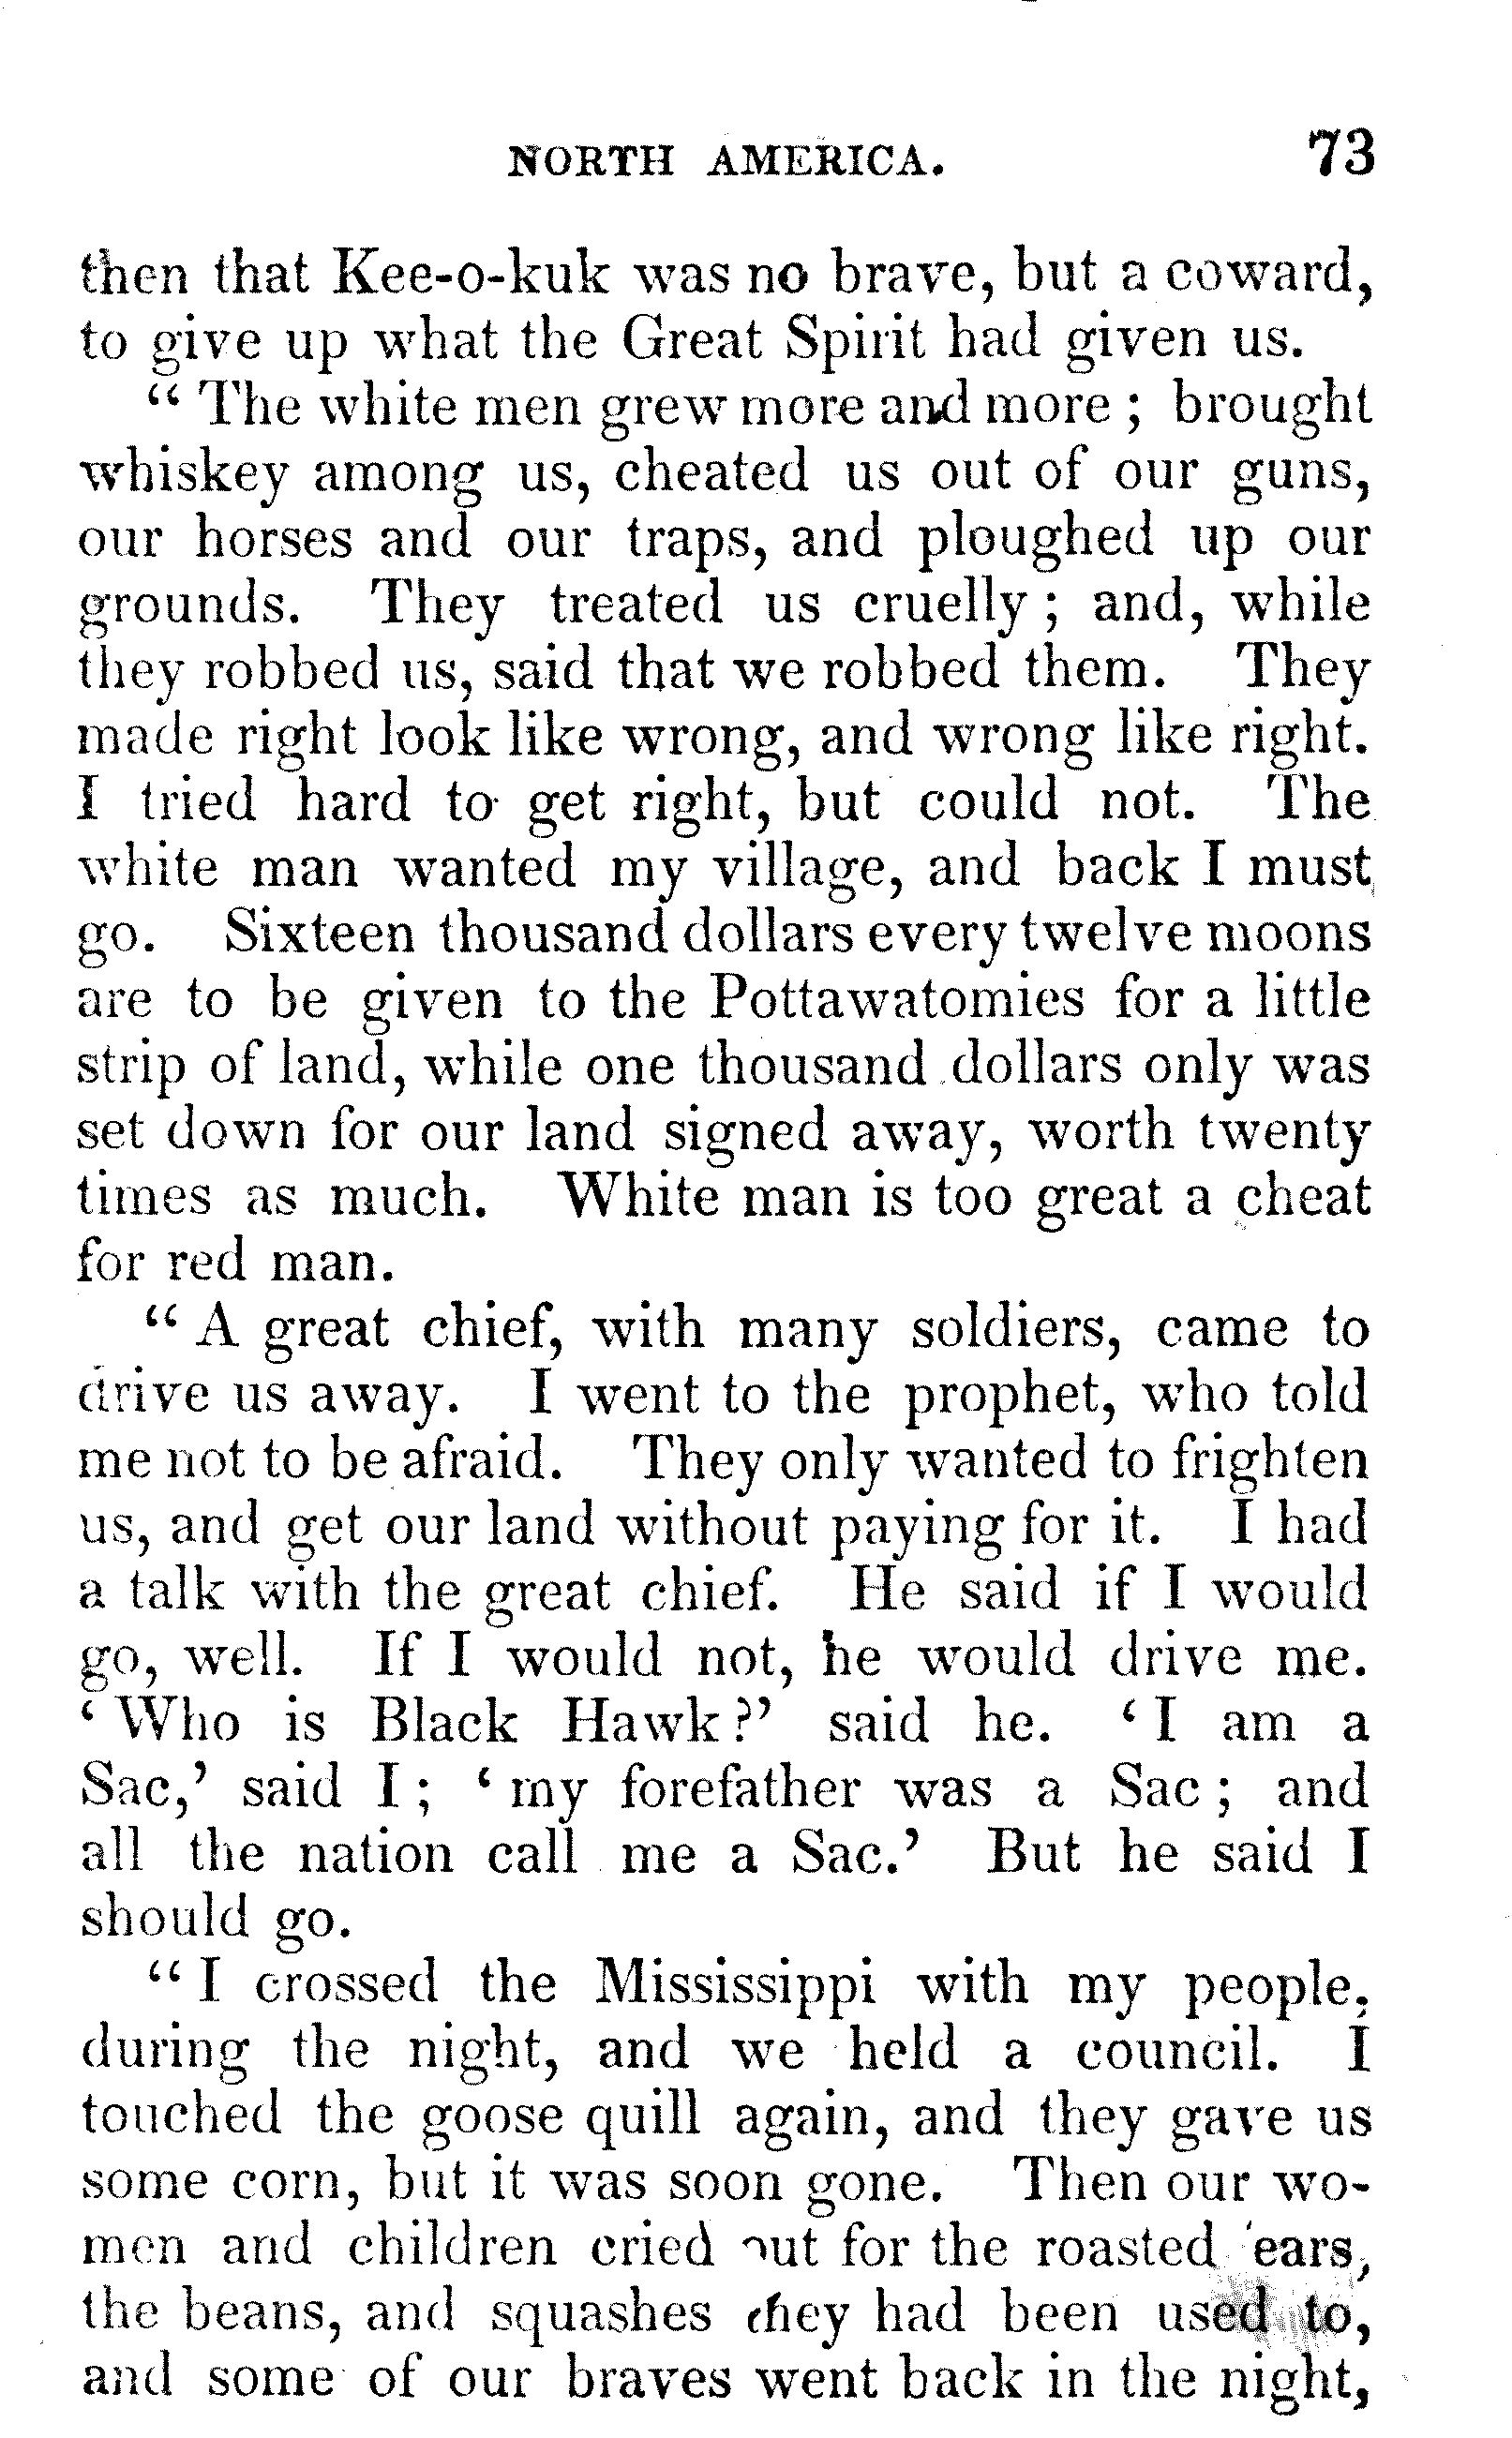 NORTH AMERICA. 73
then that Kee-o-kuk was no brave, but a coward,
to give up what the Great Spirit had given us.
“ The white men grew more and more ; brought
whiskey among us, cheated us out of our guns,
our horses and our traps, and ploughed up our
grounds. They treated us cruelly ; and, while
they robbed us, said that we robbed them. They
made right look like wrong, and wrong like right.
I tried hard to get right, but could not. The
white man wanted my village, and back I must
go. Sixteen thousand dollars every twelve moons
are to be given to the Pottawatomies for a little
strip of land, while one thousand dollars only was
set down for our land signed away, worth twenty
times as much. White man is too great a cheat
for red man.
“ A great chief, with many soldiers, came to
drive us away. I went to the prophet, who told
me not to be afraid. They only wanted to frighten
us, and get our land without paying for it. I had
a talk with the great chief. He said if I would
go, well. If I would not, he would drive me.
‘ Who is Black Hawk ?’ said he. ‘ I am a
Sac,’ said I ; ‘ my forefather was a Sac ; and
all the nation call me a Sac.’ But he said I
should go.
“ I crossed the Mississippi with my people,
during the night, and we held a council. I
touched the goose quill again, and they gave us
some corn, but it was soon gone. Then our wo-
men and children cried out for the roasted ears,
the beans, and squashes they had been used to,
and some of our braves went back in the night,